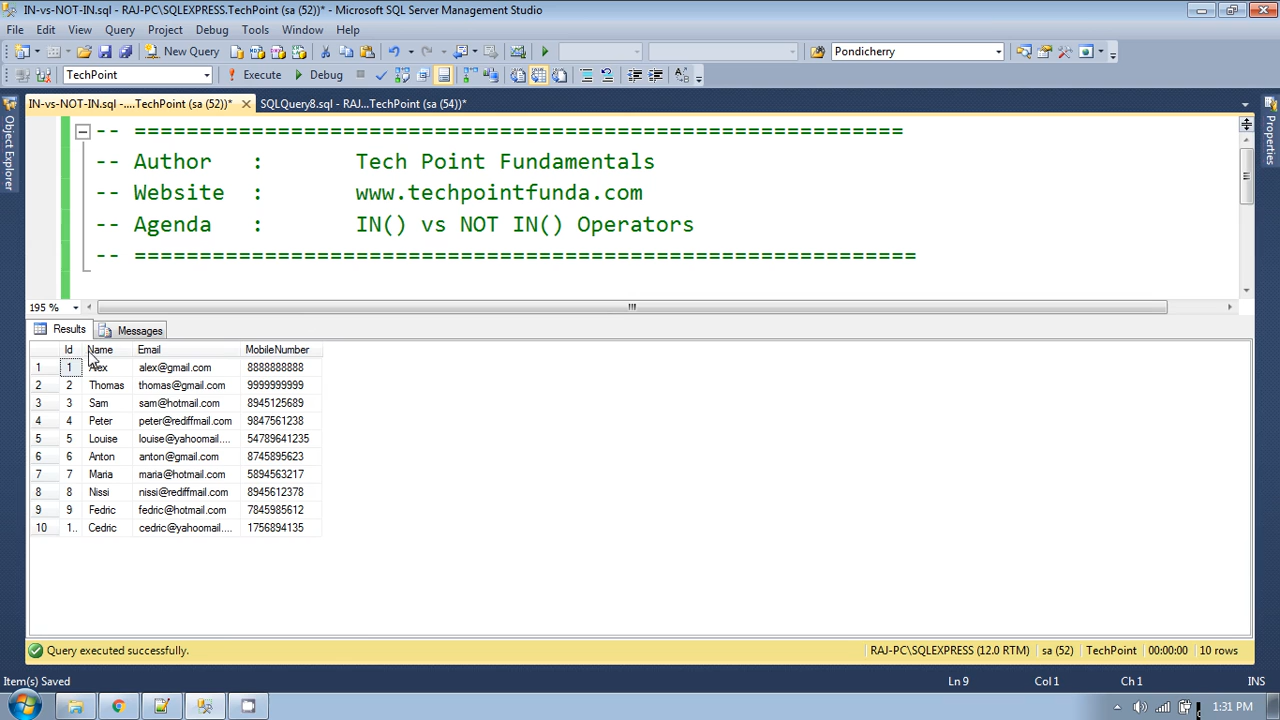 IN-vs-NOT-IN.sql - RAJ-PC\SQLEXPRESS.TechPoint (sa (52))* - Microsoft SQL Server Management Studio
File Edit View Query Project Debug Tools Window Help
New Query Pondicherry
TechPoint Execute Debug
IN-vs-NOT-IN.sql -....TechPoint (sa (52))* SQLQuery8.sql - RAJ...TechPoint (sa (54))*
Object Explorer
Properties
-- ===========================================================
-- Author : Tech Point Fundamentals
-- Website : www.techpointfunda.com
-- Agenda : IN() vs NOT IN() Operators
-- ============================================================
195 %
Results Messages
Id Name Email MobileNumber
1 1 Alex alex@gmail.com 8888888888
2 2 Thomas thomas@gmail.com 9999999999
3 3 Sam sam@hotmail.com 8945125689
4 4 Peter peter@rediffmail.com 9847561238
5 5 Louise louise@yahoomail.... 54789641235
6 6 Anton anton@gmail.com 8745895623
7 7 Maria maria@hotmail.com 5894563217
8 8 Nissi nissi@rediffmail.com 8945612378
9 9 Fedric fedric@hotmail.com 7845985612
10 1.. Cedric cedric@yahoomail.... 1756894135
Query executed successfully. RAJ-PC\SQLEXPRESS (12.0 RTM) sa (52) TechPoint 00:00:00 10 rows
Item(s) Saved Ln 9 Col 1 Ch 1 INS
1:31 PM